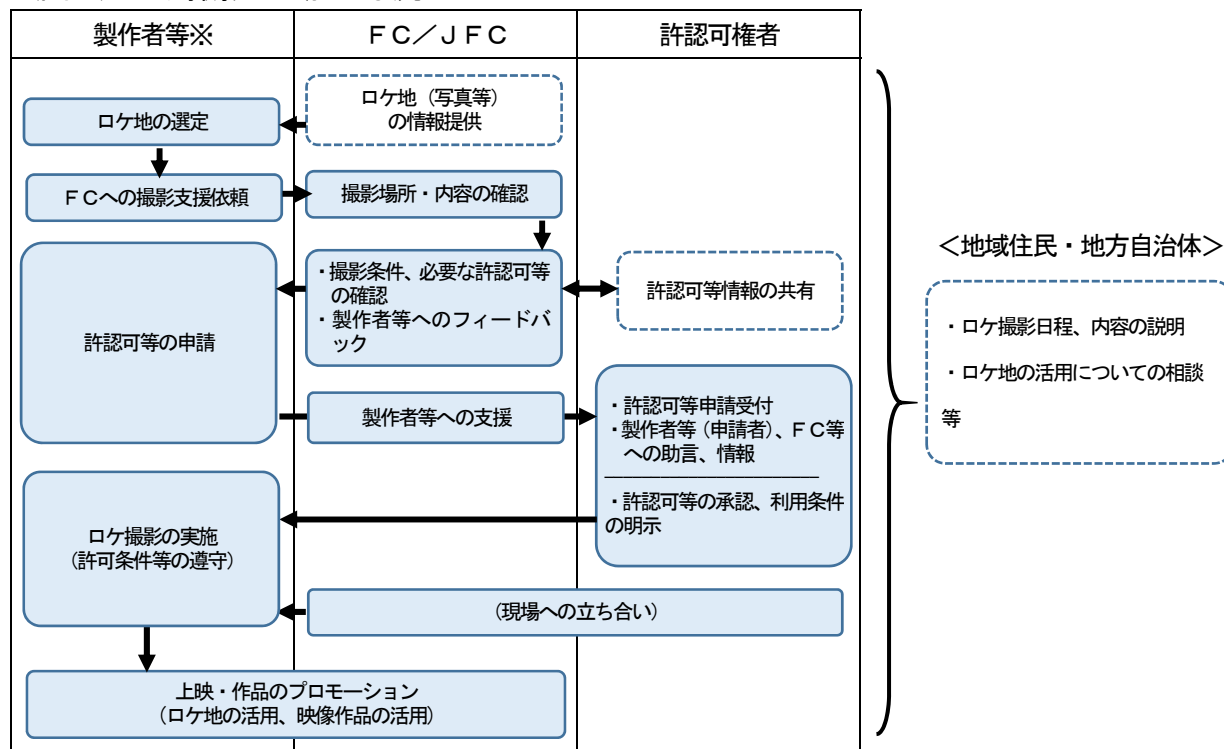 製作者等※
ＦＣ／ＪＦＣ
許認可権者
ロケ地（写真等）
の情報提供
ロケ地の選定
ＦＣへの撮影支援依頼
撮影場所・内容の確認
・撮影条件、必要な許認可等
の確認
・製作者等へのフィードバ
ック
許認可等情報の共有
許認可等の申請
製作者等への支援
・許認可等申請受付
・製作者等（申請者）、ＦＣ等
への助言、情報
・許認可等の承認、利用条件
の明示
ロケ撮影の実施
（許可条件等の遵守）
（現場への立ち合い）
上映・作品のプロモーション
（ロケ地の活用、映像作品の活用）
＜地域住民・地方自治体＞
・ロケ撮影日程、内容の説明
・ロケ地の活用についての相談
等